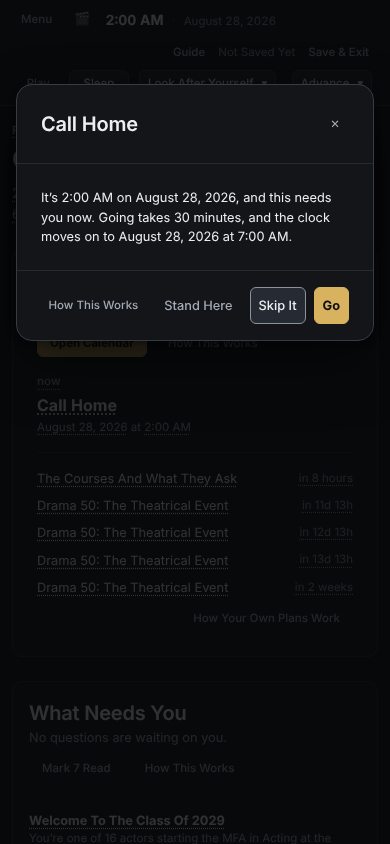 Menu 🎬 2:00 AM August 28, 2026
Guide Not Saved Yet Save & Exit
Play Sleep Look After Yourself Advance
Call Home ×
It's 2:00 AM on August 28, 2026, and this needs
you now. Going takes 30 minutes, and the clock
moves on to August 28, 2026 at 7:00 AM.
How This Works Stand Here Skip It Go
Open Calendar How This Works
now
Call Home
August 28, 2026 at 2:00 AM
The Courses And What They Ask in 8 hours
Drama 50: The Theatrical Event in 11d 13h
Drama 50: The Theatrical Event in 12d 13h
Drama 50: The Theatrical Event in 13d 13h
Drama 50: The Theatrical Event in 2 weeks
How Your Own Plans Work
What Needs You
No questions are waiting on you.
Mark 7 Read How This Works
Welcome To The Class Of 2029
You're one of 16 actors starting the MFA in Acting at the